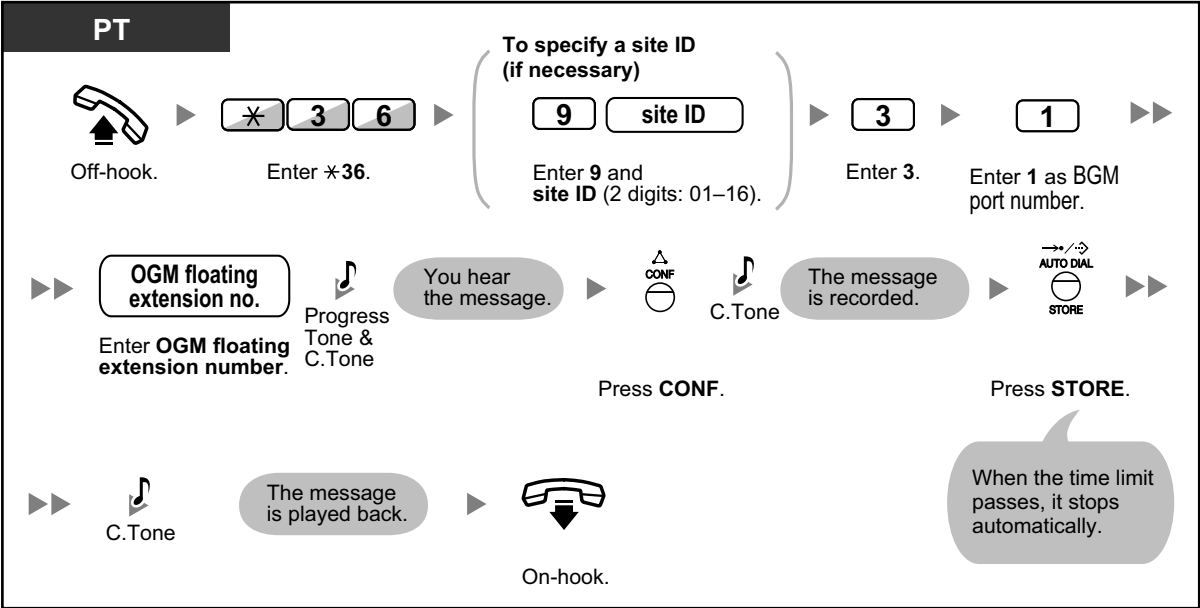 PT
To specify a site ID
(if necessary)
✳ 3 6
9 site ID
3
1
Off-hook.
Enter ✳36.
Enter 9 and
site ID (2 digits: 01–16).
Enter 3.
Enter 1 as BGM
port number.
OGM floating
extension no.
Enter OGM floating
extension number.
Progress
Tone &
C.Tone
You hear
the message.
CONF
Press CONF.
C.Tone
The message
is recorded.
AUTO DIAL
STORE
Press STORE.
When the time limit
passes, it stops
automatically.
C.Tone
The message
is played back.
On-hook.